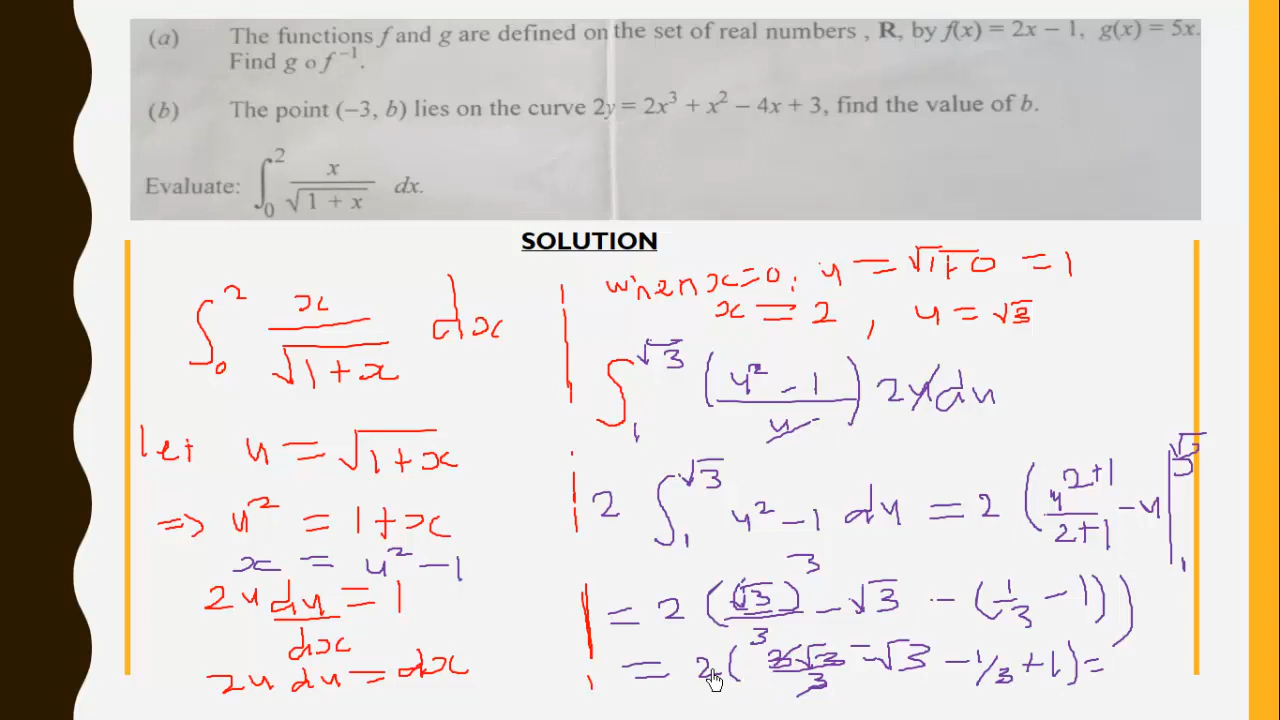 (a) The functions f and g are defined on the set of real numbers , R, by f(x) = 2x − 1, g(x) = 5x.
Find g o f⁻¹.
(b) The point (−3, b) lies on the curve 2y = 2x³ + x² − 4x + 3, find the value of b.
Evaluate: ∫₀² x/√(1 + x) dx.
SOLUTION
∫₀² x/√(1+x) dx
let u = √(1+x)
=> u² = 1+x
x = u² −1
2u du/dx = 1
2u du = dx
when x=0; u = √(1+0) = 1
x = 2 , u = √3
∫₁^√3 ((u² − 1)/u) 2u du
2 ∫₁^√3 u² − 1 du = 2 (u^(2+1)/(2+1) − u |₁^√3
= 2 ((√3)³/3 − √3 − (1/3 − 1))
= 2 ( 3√3/3 − √3 − 1/3 + 1) =